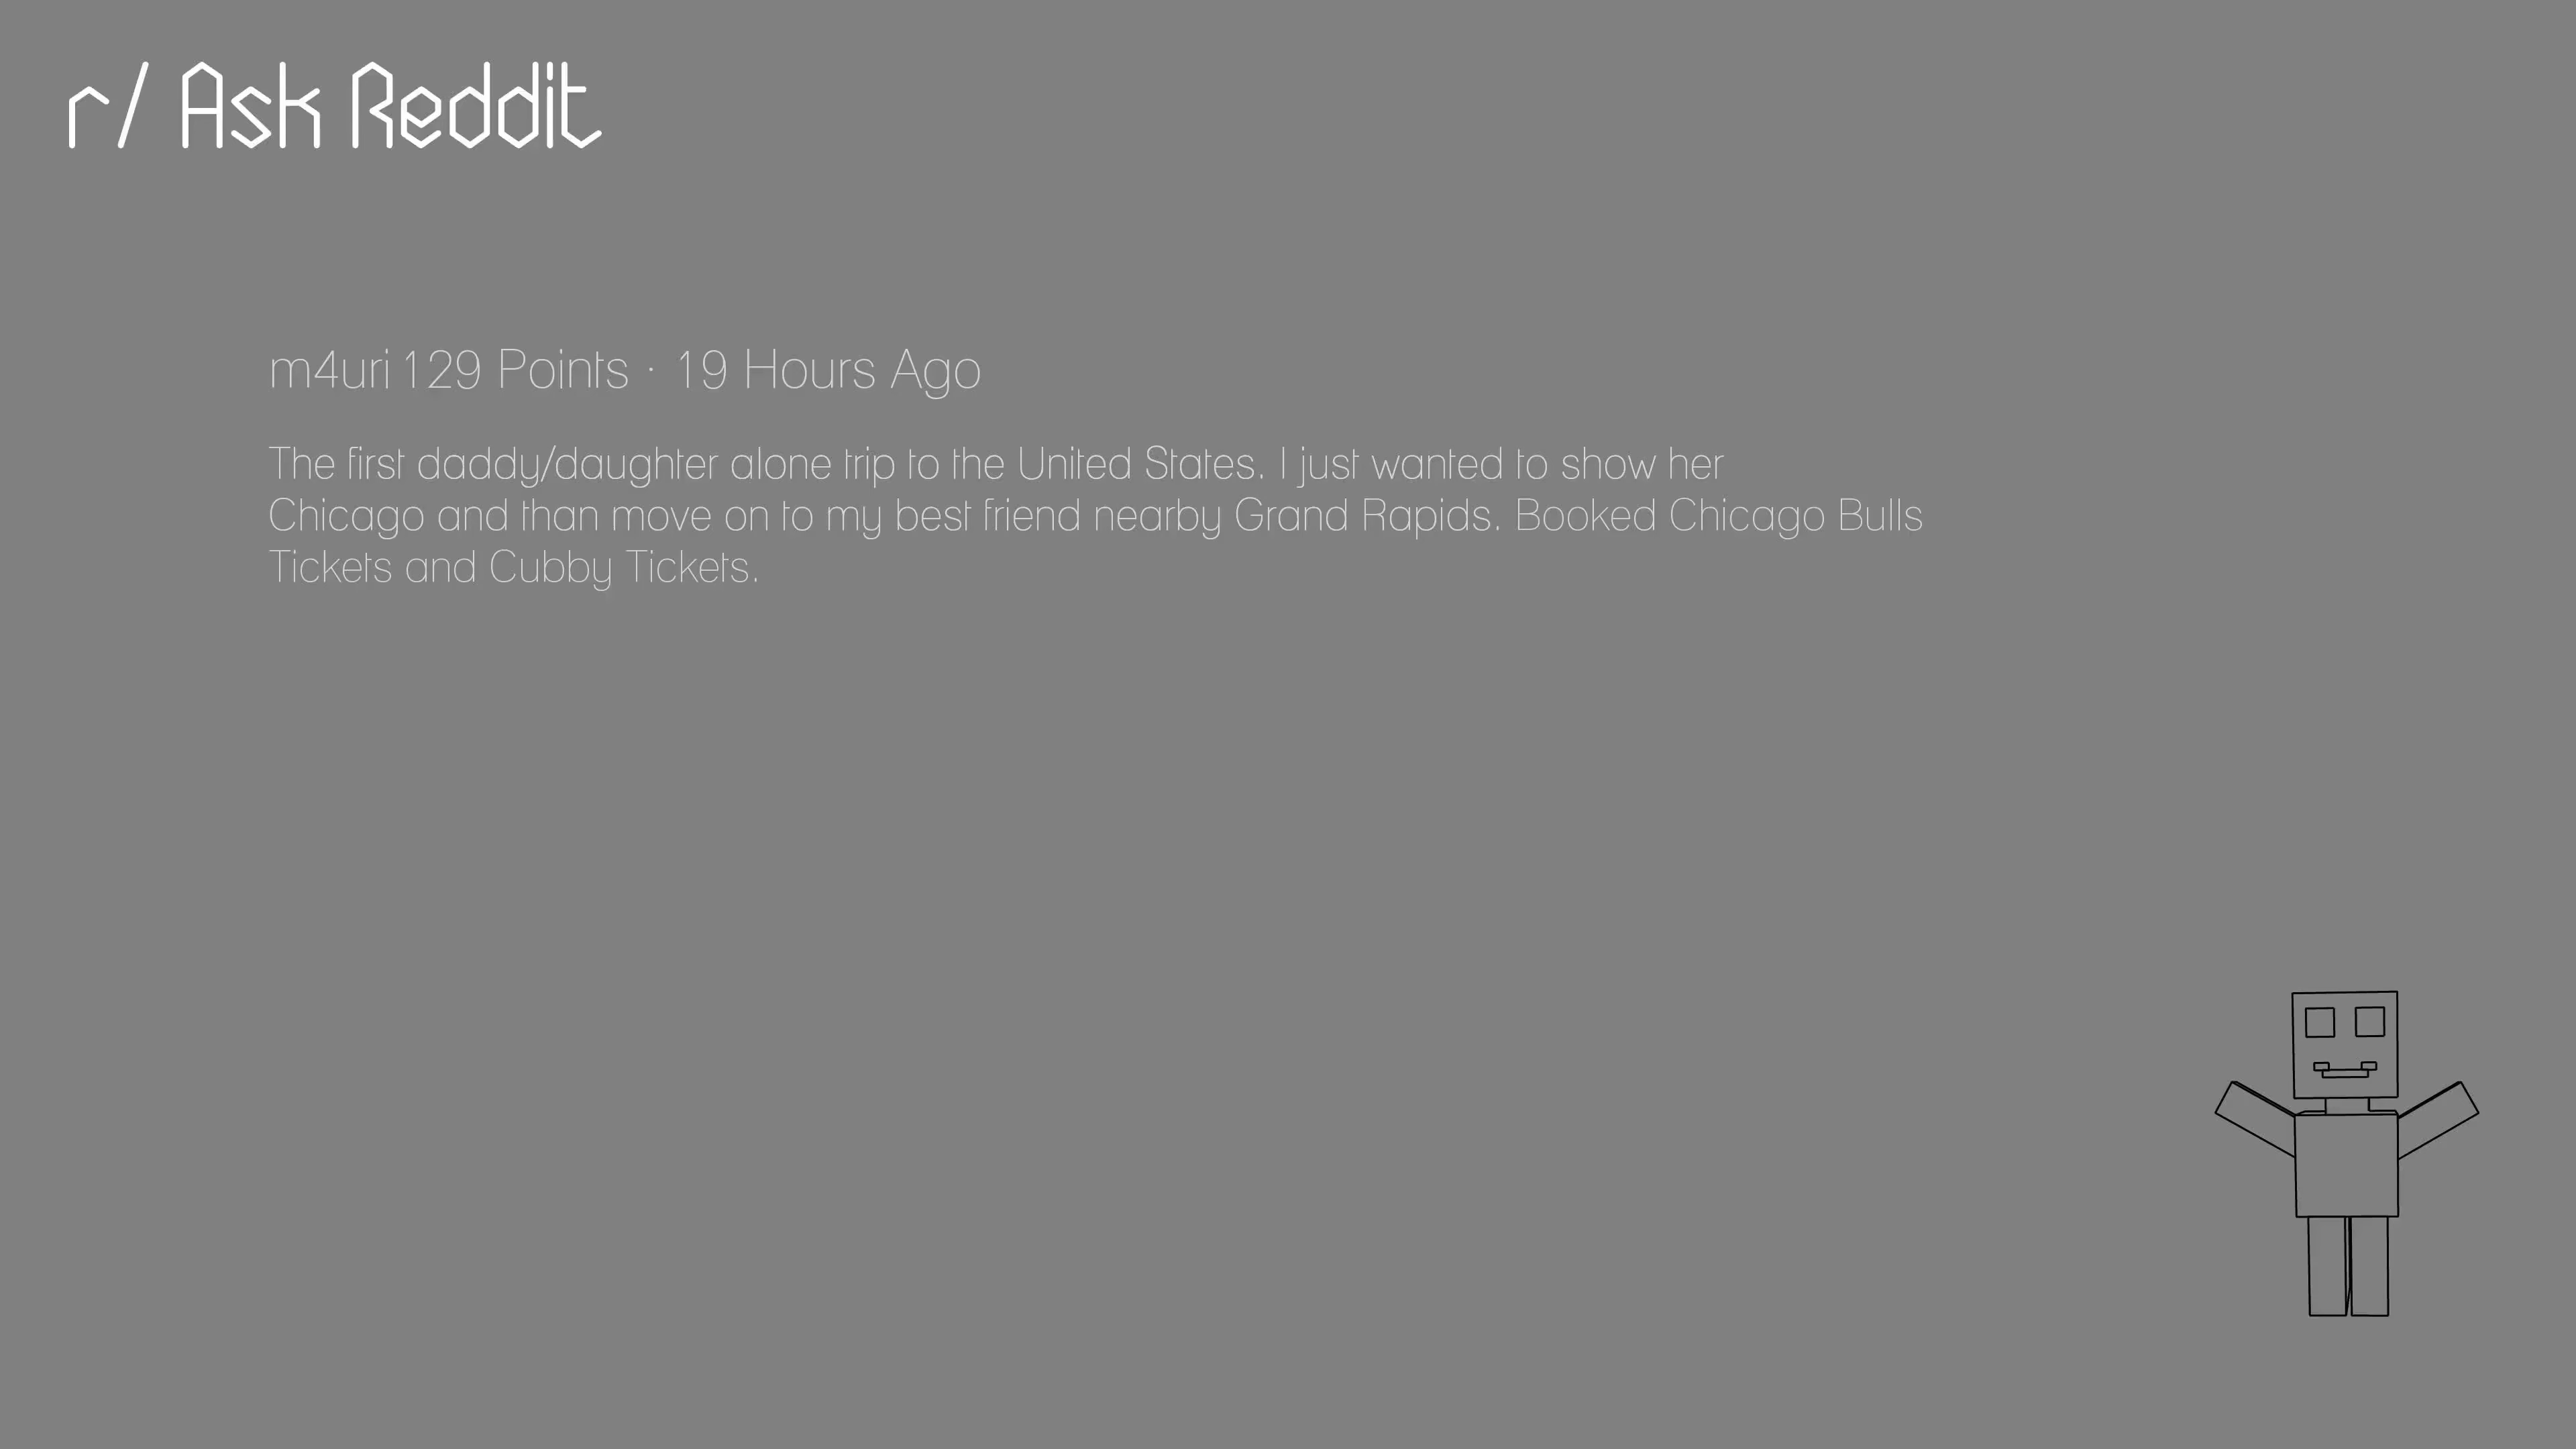 r/ Ask Reddit
m4uri 129 Points · 19 Hours Ago
The first daddy/daughter alone trip to the United States. I just wanted to show her
Chicago and than move on to my best friend nearby Grand Rapids. Booked Chicago Bulls
Tickets and Cubby Tickets.